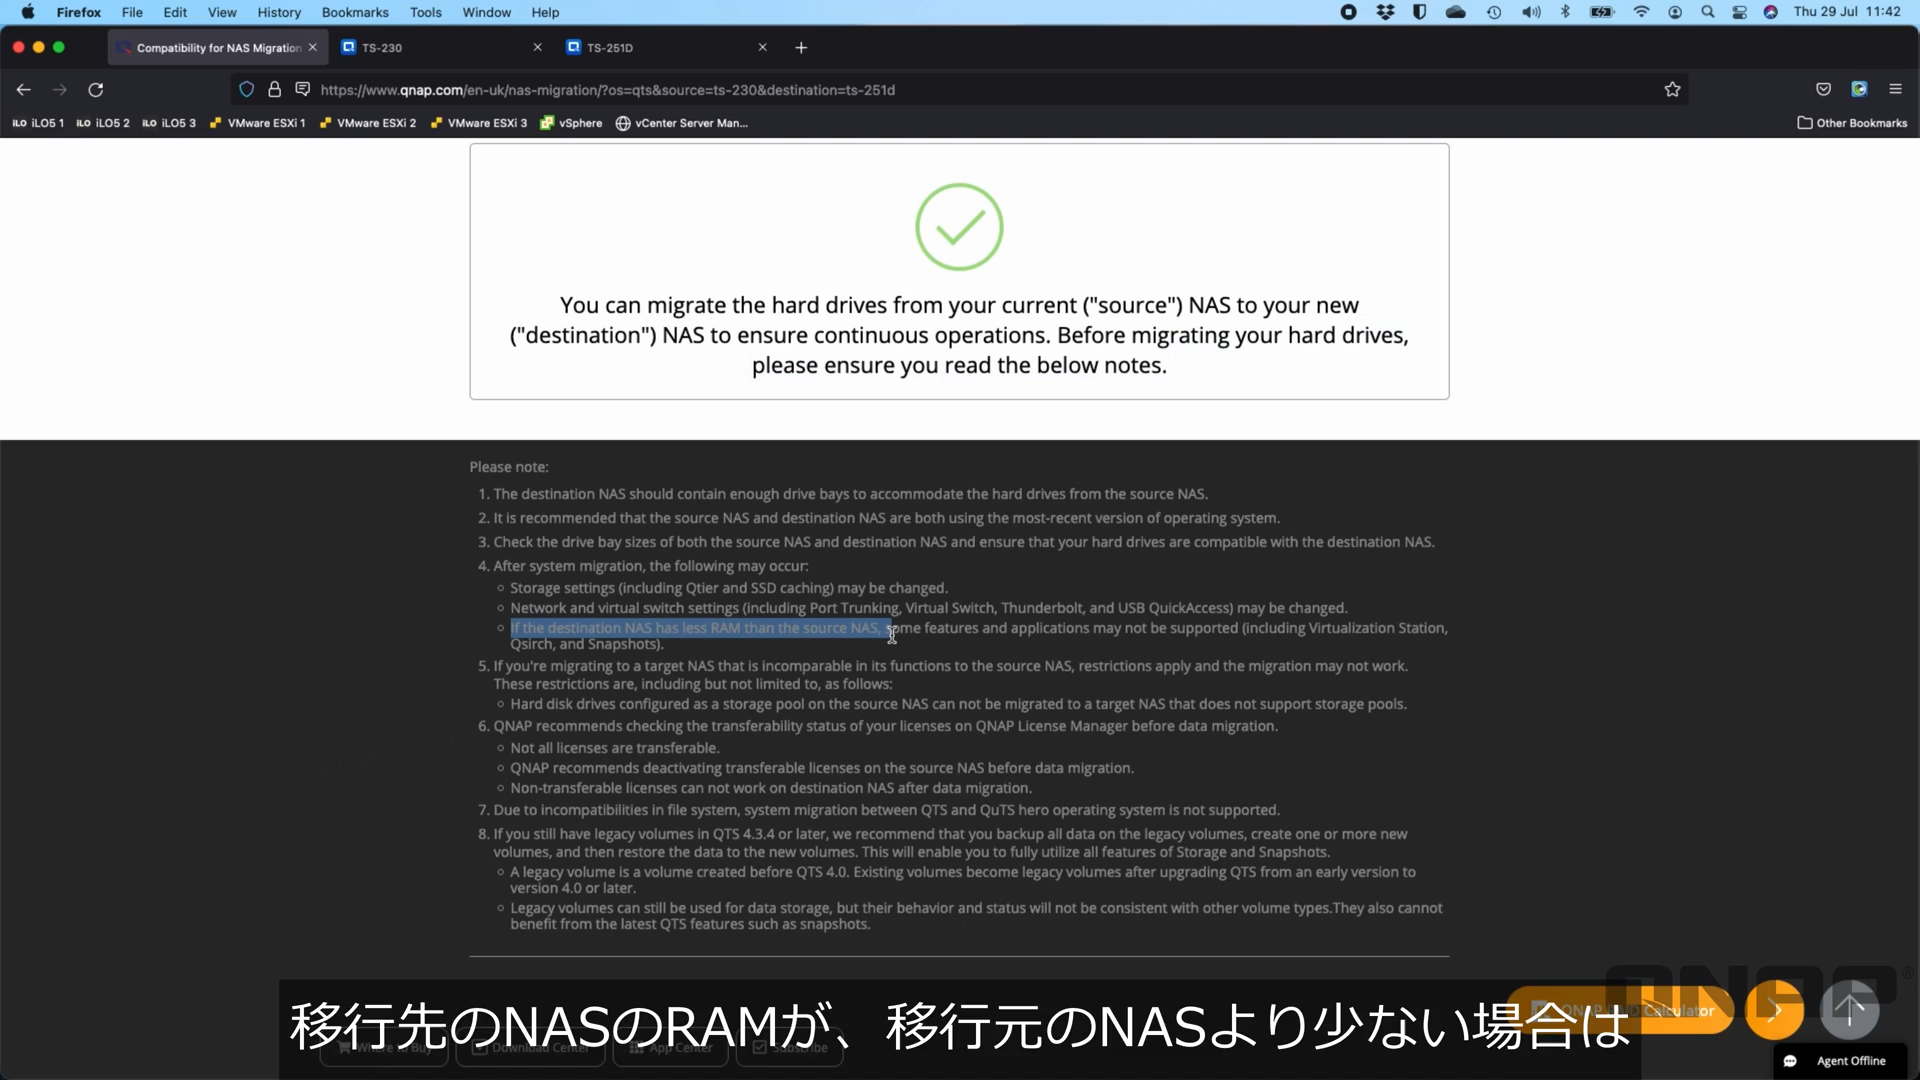 Firefox File Edit View History Bookmarks Tools Window Help Thu 29 Jul 11:42
Compatibility for NAS Migration TS-230 TS-251D
https://www.qnap.com/en-uk/nas-migration/?os=qts&source=ts-230&destination=ts-251d
iLO iLO5 1 iLO iLO5 2 iLO iLO5 3 VMware ESXi 1 VMware ESXi 2 VMware ESXi 3 vSphere vCenter Server Man... Other Bookmarks
You can migrate the hard drives from your current ("source") NAS to your new
("destination") NAS to ensure continuous operations. Before migrating your hard drives,
please ensure you read the below notes.
Please note:
1. The destination NAS should contain enough drive bays to accommodate the hard drives from the source NAS.
2. It is recommended that the source NAS and destination NAS are both using the most-recent version of operating system.
3. Check the drive bay sizes of both the source NAS and destination NAS and ensure that your hard drives are compatible with the destination NAS.
4. After system migration, the following may occur:
Storage settings (including Qtier and SSD caching) may be changed.
Network and virtual switch settings (including Port Trunking, Virtual Switch, Thunderbolt, and USB QuickAccess) may be changed.
If the destination NAS has less RAM than the source NAS, some features and applications may not be supported (including Virtualization Station,
Qsirch, and Snapshots).
5. If you're migrating to a target NAS that is incomparable in its functions to the source NAS, restrictions apply and the migration may not work.
These restrictions are, including but not limited to, as follows:
Hard disk drives configured as a storage pool on the source NAS can not be migrated to a target NAS that does not support storage pools.
6. QNAP recommends checking the transferability status of your licenses on QNAP License Manager before data migration.
Not all licenses are transferable.
QNAP recommends deactivating transferable licenses on the source NAS before data migration.
Non-transferable licenses can not work on destination NAS after data migration.
7. Due to incompatibilities in file system, system migration between QTS and QuTS hero operating system is not supported.
8. If you still have legacy volumes in QTS 4.3.4 or later, we recommend that you backup all data on the legacy volumes, create one or more new
volumes, and then restore the data to the new volumes. This will enable you to fully utilize all features of Storage and Snapshots.
A legacy volume is a volume created before QTS 4.0. Existing volumes become legacy volumes after upgrading QTS from an early version to
version 4.0 or later.
Legacy volumes can still be used for data storage, but their behavior and status will not be consistent with other volume types.They also cannot
benefit from the latest QTS features such as snapshots.
QNAP
Calculator
移行先のNASのRAMが、移行元のNASより少ない場合は
Where to Buy Download Center App Center Subscribe
Agent Offline